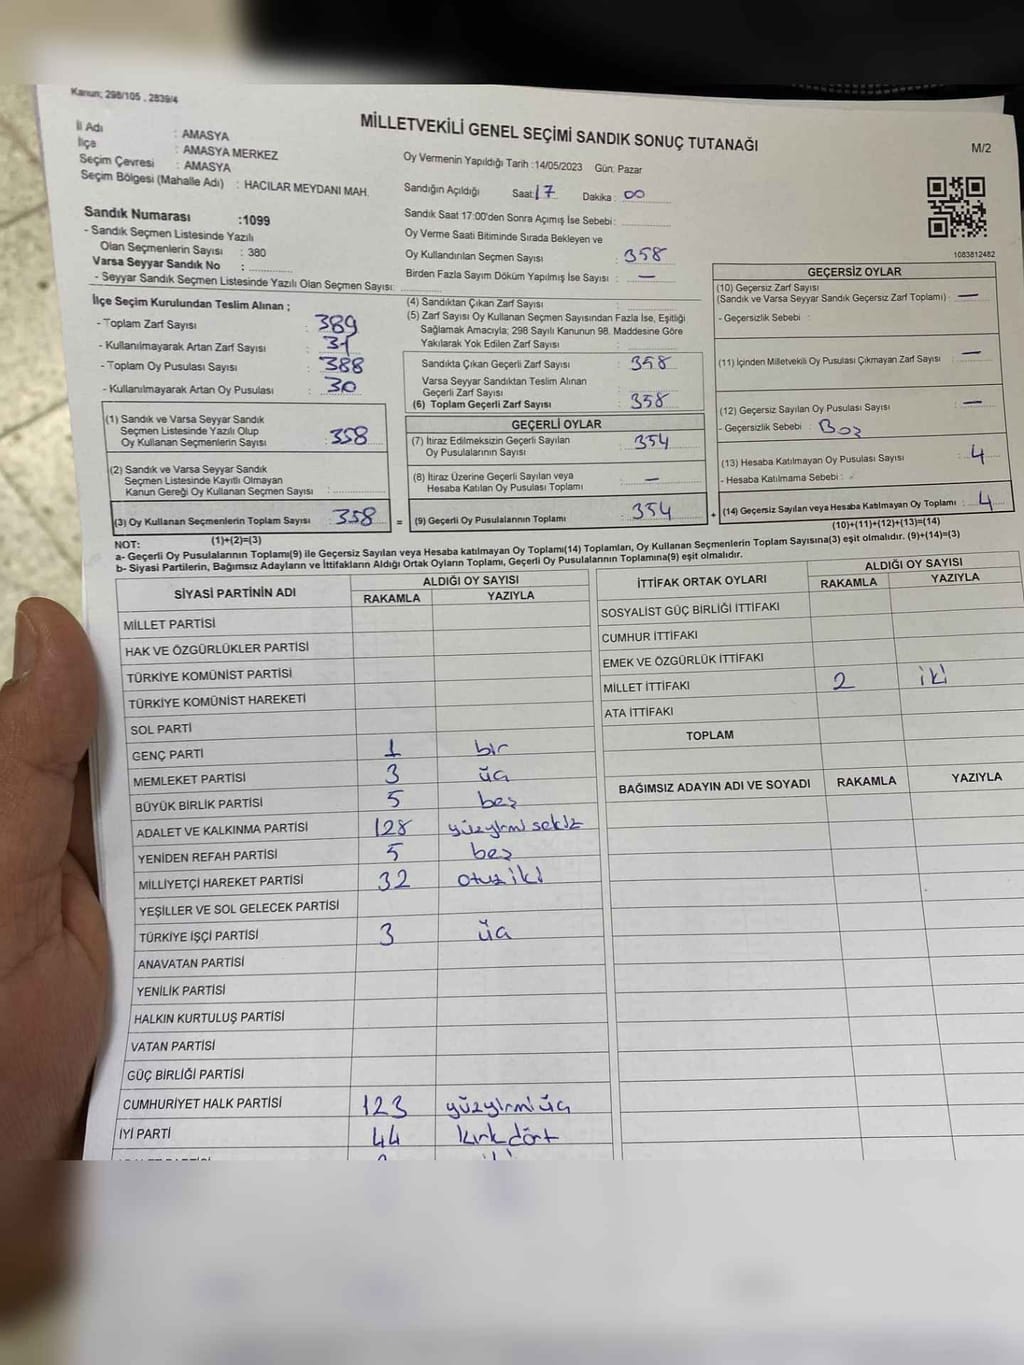 Kanun; 298/105 , 2839/4
MİLLETVEKİLİ GENEL SEÇİMİ SANDIK SONUÇ TUTANAĞI
M/2
İl Adı : AMASYA
İlçe : AMASYA MERKEZ
Seçim Çevresi : AMASYA
Seçim Bölgesi (Mahalle Adı) : HACILAR MEYDANI MAH.
Oy Vermenin Yapıldığı Tarih :14/05/2023 Gün: Pazar
Sandığın Açıldığı Saat: 17 Dakika : 00
Sandık Saat 17:00'den Sonra Açımış İse Sebebi :
Oy Verme Saati Bitiminde Sırada Bekleyen ve
Oy Kullandırılan Seçmen Sayısı : 358
Birden Fazla Sayım Döküm Yapılmış İse Sayısı : —
Sandık Numarası :1099
- Sandık Seçmen Listesinde Yazılı
Olan Seçmenlerin Sayısı : 380
Varsa Seyyar Sandık No :
- Seyyar Sandık Seçmen Listesinde Yazılı Olan Seçmen Sayısı:
1083812482
İlçe Seçim Kurulundan Teslim Alınan ;
- Toplam Zarf Sayısı : 389
- Kullanılmayarak Artan Zarf Sayısı : 31
- Toplam Oy Pusulası Sayısı : 388
- Kullanılmayarak Artan Oy Pusulası : 30
(1) Sandık ve Varsa Seyyar Sandık
Seçmen Listesinde Yazılı Olup
Oy Kullanan Seçmenlerin Sayısı : 358
(2) Sandık ve Varsa Seyyar Sandık
Seçmen Listesinde Kayıtlı Olmayan
Kanun Gereği Oy Kullanan Seçmen Sayısı :
(3) Oy Kullanan Seçmenlerin Toplam Sayısı : 358
(1)+(2)=(3)
(4) Sandıktan Çıkan Zarf Sayısı :
(5) Zarf Sayısı Oy Kullanan Seçmen Sayısından Fazla İse, Eşitliği
Sağlamak Amacıyla; 298 Sayılı Kanunun 98. Maddesine Göre
Yakılarak Yok Edilen Zarf Sayısı :
Sandıkta Çıkan Geçerli Zarf Sayısı : 358
Varsa Seyyar Sandıktan Teslim Alınan
Geçerli Zarf Sayısı :
(6) Toplam Geçerli Zarf Sayısı : 358
GEÇERLİ OYLAR
(7) İtiraz Edilmeksizin Geçerli Sayılan
Oy Pusulalarının Sayısı : 354
(8) İtiraz Üzerine Geçerli Sayılan veya
Hesaba Katılan Oy Pusulası Toplamı : —
= (9) Geçerli Oy Pusulalarının Toplamı : 354
GEÇERSİZ OYLAR
(10) Geçersiz Zarf Sayısı
(Sandık ve Varsa Seyyar Sandık Geçersiz Zarf Toplamı) : —
- Geçersizlik Sebebi :
(11) İçinden Milletvekili Oy Pusulası Çıkmayan Zarf Sayısı : —
(12) Geçersiz Sayılan Oy Pusulası Sayısı : —
- Geçersizlik Sebebi : Boz
(13) Hesaba Katılmayan Oy Pusulası Sayısı : 4
- Hesaba Katılmama Sebebi :
+ (14) Geçersiz Sayılan veya Hesaba Katılmayan Oy Toplamı : 4
(10)+(11)+(12)+(13)=(14)
NOT:
a- Geçerli Oy Pusulalarının Toplamı(9) ile Geçersiz Sayılan veya Hesaba katılmayan Oy Toplamı(14) Toplamları, Oy Kullanan Seçmenlerin Toplam Sayısına(3) eşit olmalıdır. (9)+(14)=(3)
b- Siyasi Partilerin, Bağımsız Adayların ve İttifakların Aldığı Ortak Oyların Toplamı, Geçerli Oy Pusulalarının Toplamına(9) eşit olmalıdır.
SİYASİ PARTİNİN ADI ALDIĞI OY SAYISI
RAKAMLA YAZIYLA
MİLLET PARTİSİ
HAK VE ÖZGÜRLÜKLER PARTİSİ
TÜRKİYE KOMÜNİST PARTİSİ
TÜRKİYE KOMÜNİST HAREKETİ
SOL PARTİ
GENÇ PARTİ 1 bir
MEMLEKET PARTİSİ 3 üç
BÜYÜK BİRLİK PARTİSİ 5 beş
ADALET VE KALKINMA PARTİSİ 128 yüzyirmi sekiz
YENİDEN REFAH PARTİSİ 5 beş
MİLLİYETÇİ HAREKET PARTİSİ 32 otuziki
YEŞİLLER VE SOL GELECEK PARTİSİ
TÜRKİYE İŞÇİ PARTİSİ 3 üç
ANAVATAN PARTİSİ
YENİLİK PARTİSİ
HALKIN KURTULUŞ PARTİSİ
VATAN PARTİSİ
GÜÇ BİRLİĞİ PARTİSİ
CUMHURİYET HALK PARTİSİ 123 yüzyirmi üç
İYİ PARTİ 44 kırkdört
İTTİFAK ORTAK OYLARI ALDIĞI OY SAYISI
RAKAMLA YAZIYLA
SOSYALİST GÜÇ BİRLİĞİ İTTİFAKI
CUMHUR İTTİFAKI
EMEK VE ÖZGÜRLÜK İTTİFAKI
MİLLET İTTİFAKI 2 iki
ATA İTTİFAKI
TOPLAM
BAĞIMSIZ ADAYIN ADI VE SOYADI RAKAMLA YAZIYLA